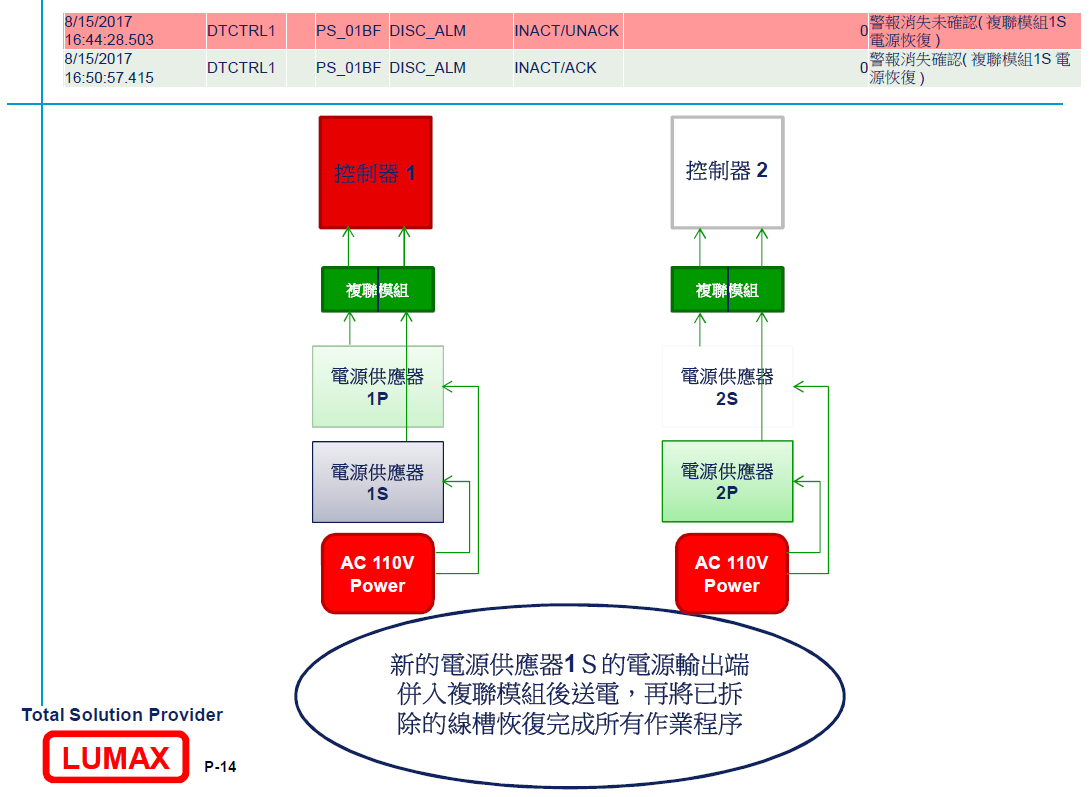 8/15/2017
16:44:28.503 DTCTRL1 PS_01BF DISC_ALM INACT/UNACK 0 警報消失未確認( 複聯模組1S
電源恢復 )
8/15/2017
16:50:57.415 DTCTRL1 PS_01BF DISC_ALM INACT/ACK 0 警報消失確認( 複聯模組1S 電
源恢復 )
控制器 1
控制器 2
複聯模組
複聯模組
電源供應器
1P
電源供應器
2S
電源供應器
1S
電源供應器
2P
AC 110V
Power
AC 110V
Power
新的電源供應器1S的電源輸出端
併入複聯模組後送電，再將已拆
除的線槽恢復完成所有作業程序
Total Solution Provider
LUMAX
P-14